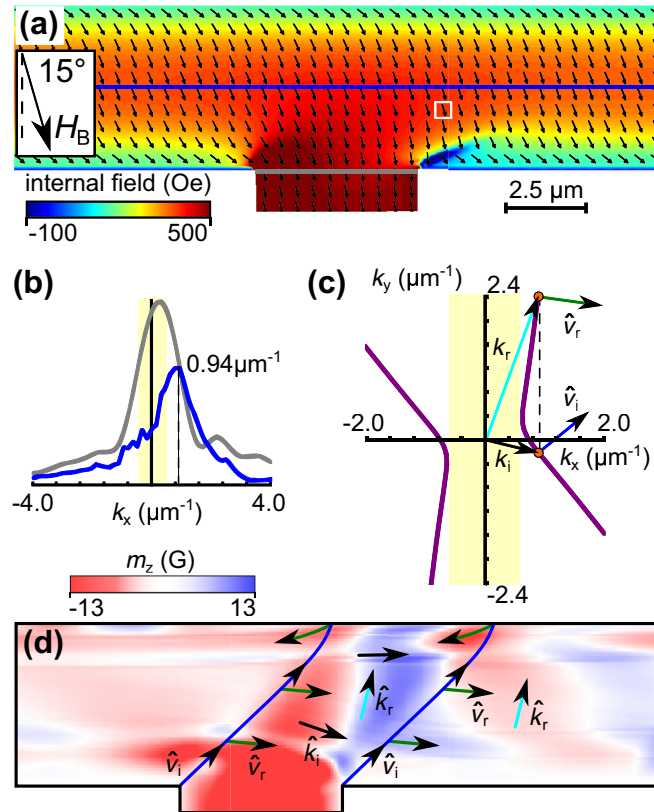 (a)
15°
H_B
internal field (Oe)
-100 500
2.5 μm
(b)
0.94μm⁻¹
-4.0 4.0
k_x (μm⁻¹)
(c)
k_y (μm⁻¹)
2.4
k_r
v̂_r
v̂_i
-2.0 2.0
k_i
k_x (μm⁻¹)
-2.4
m_z (G)
-13 13
(d)
k̂_r
v̂_r
k̂_r
k̂_i
v̂_i
v̂_r
v̂_i